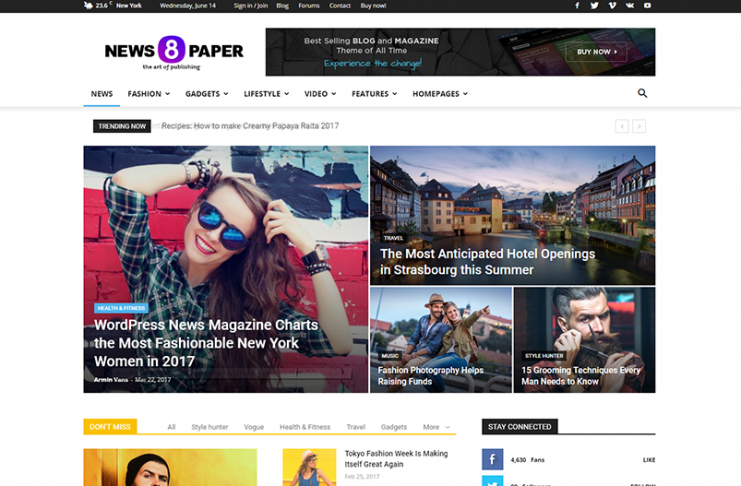 23.6 C New York Wednesday, June 14 Sign in / Join Blog Forums Contact Buy now!
NEWS 8 PAPER
the art of publishing
Best Selling BLOG and MAGAZINE
Theme of All Time
Experience the change!
BUY NOW
NEWS FASHION GADGETS LIFESTYLE VIDEO FEATURES HOMEPAGES
TRENDING NOW Recipes: How to make Creamy Papaya Raita 2017
HEALTH & FITNESS
WordPress News Magazine Charts
the Most Fashionable New York
Women in 2017
Armin Vans - Mar 22, 2017
TRAVEL
The Most Anticipated Hotel Openings
in Strasbourg this Summer
MUSIC
Fashion Photography Helps
Raising Funds
STYLE HUNTER
15 Grooming Techniques Every
Man Needs to Know
DON'T MISS All Style hunter Vogue Health & Fitness Travel Gadgets More
Tokyo Fashion Week Is Making
Itself Great Again
Feb 25, 2017
STAY CONNECTED
4,630 Fans LIKE